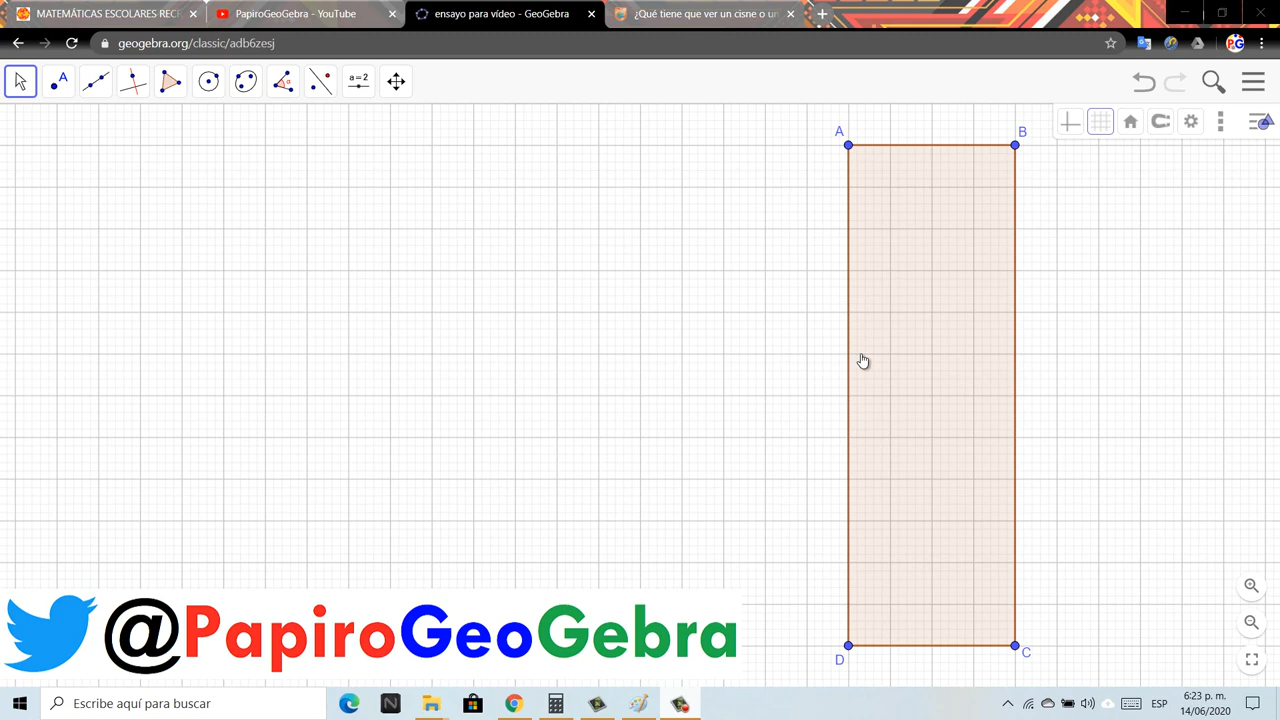 MATEMÁTICAS ESCOLARES ESCR
PapiroGeoGebra - YouTube
ensayo para vídeo - GeoGebra
¿Qué tiene que ver un cisne o un
geogebra.org/classic/adb6zesj
A
a=2
A
B
D
C
@PapiroGeoGebra
Escribe aquí para buscar
ESP
6:23 p. m.
14/06/2020